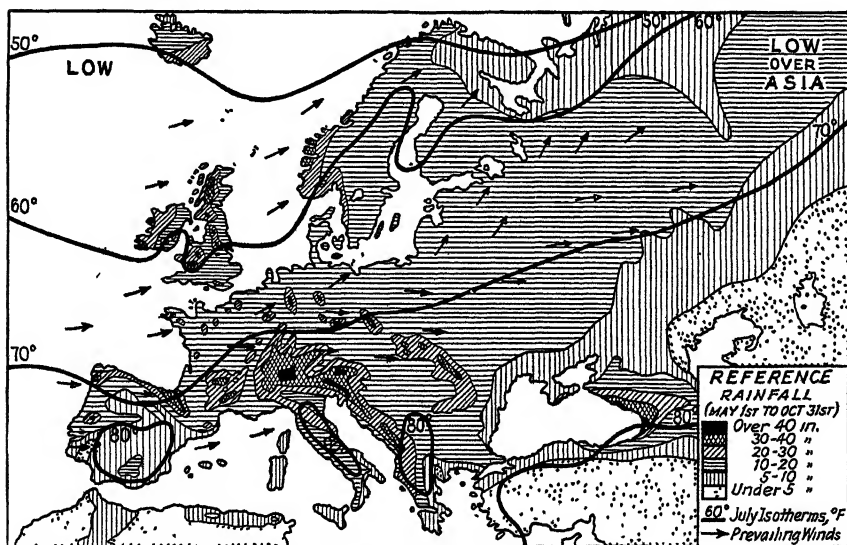 50°
50°
60°
LOW
LOW
OVER
ASIA
70°
60°
70°
80°
80°
80°
REFERENCE
RAINFALL
(MAY 1ST TO OCT 31ST)
Over 40 in.
30-40 "
20-30 "
10-20 "
5-10 "
Under 5 "
60° July Isotherms, °F
Prevailing Winds